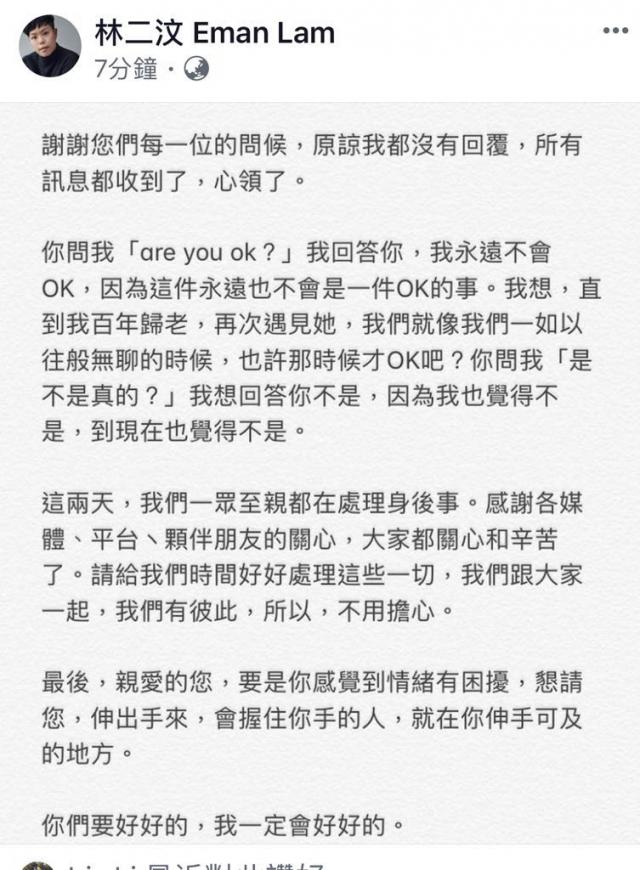 林二汶 Eman Lam
7分鐘 ·
謝謝您們每一位的問候，原諒我都沒有回覆，所有
訊息都收到了，心領了。
你問我「are you ok？」我回答你，我永遠不會
OK，因為這件永遠也不會是一件OK的事。我想，直
到我百年歸老，再次遇見她，我們就像我們一如以
往般無聊的時候，也許那時候才OK吧？你問我「是
不是真的？」我想回答你不是，因為我也覺得不
是，到現在也覺得不是。
這兩天，我們一眾至親都在處理身後事。感謝各媒
體、平台、夥伴朋友的關心，大家都關心和辛苦
了。請給我們時間好好處理這些一切，我們跟大家
一起，我們有彼此，所以，不用擔心。
最後，親愛的您，要是你感覺到情緒有困擾，懇請
您，伸出手來，會握住你手的人，就在你伸手可及
的地方。
你們要好好的，我一定會好好的。